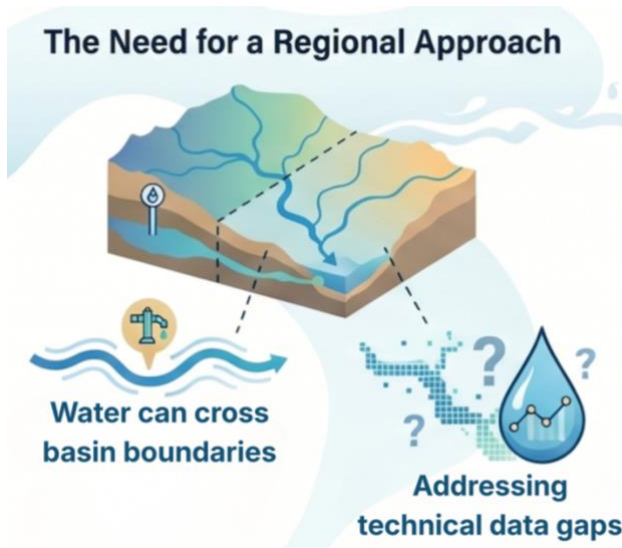 The Need for a Regional Approach
Water can cross
basin boundaries
?
?
?
Addressing
technical data gaps